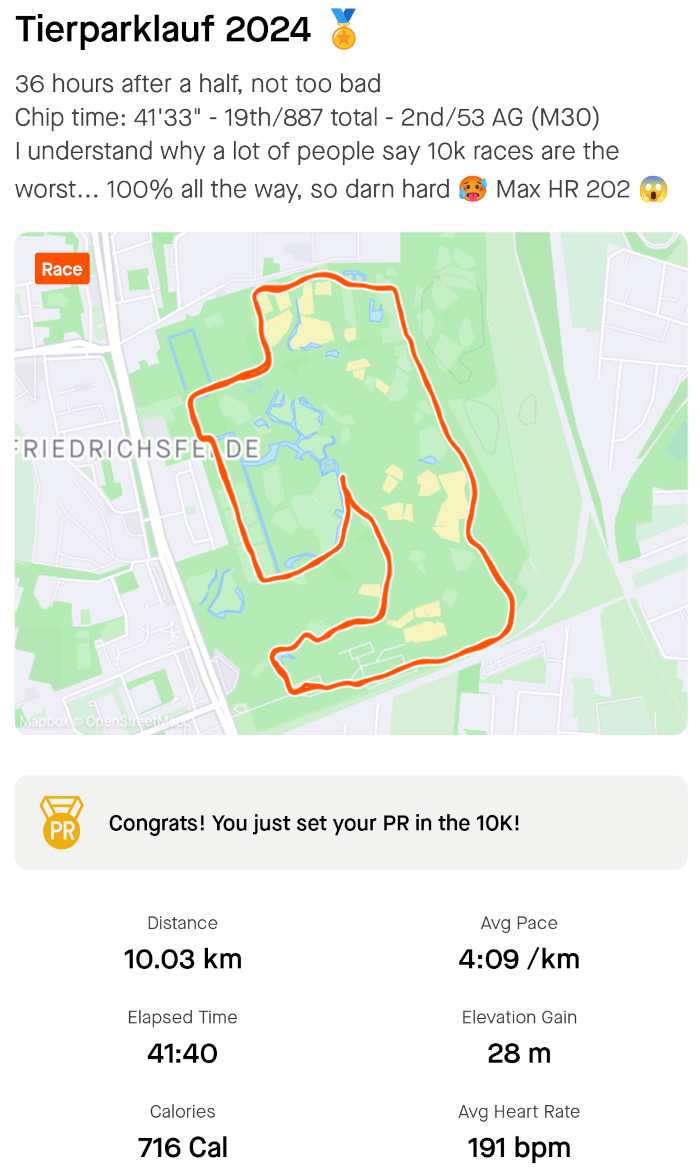 Tierparklauf 2024 🏅
36 hours after a half, not too bad
Chip time: 41'33" - 19th/887 total - 2nd/53 AG (M30)
I understand why a lot of people say 10k races are the
worst... 100% all the way, so darn hard 🥵 Max HR 202 😱
Race
FRIEDRICHSFELDE
Mapbox © OpenStreetMap
PR
Congrats! You just set your PR in the 10K!
Distance
Avg Pace
10.03 km
4:09 /km
Elapsed Time
Elevation Gain
41:40
28 m
Calories
Avg Heart Rate
716 Cal
191 bpm